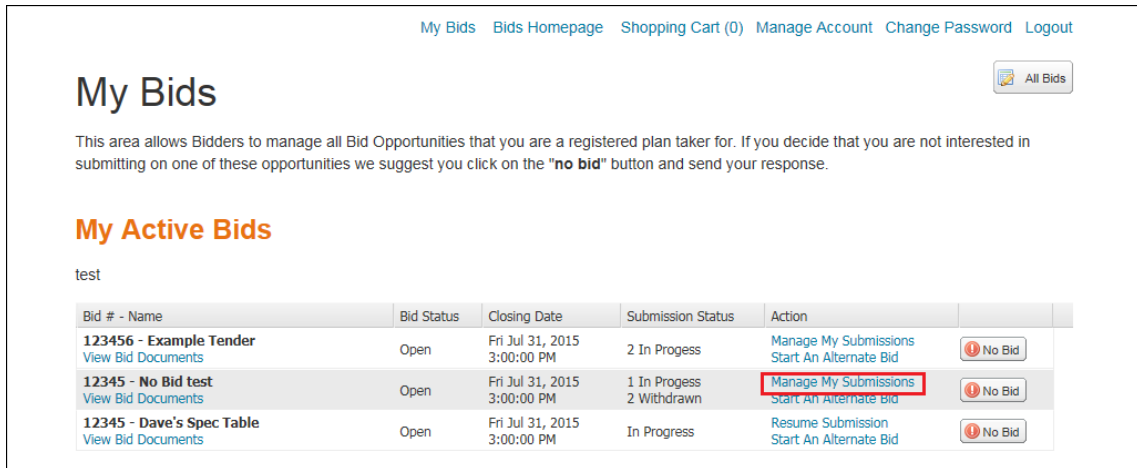 My Bids Bids Homepage Shopping Cart (0) Manage Account Change Password Logout
All Bids
My Bids
This area allows Bidders to manage all Bid Opportunities that you are a registered plan taker for. If you decide that you are not interested in
submitting on one of these opportunities we suggest you click on the "no bid" button and send your response.
My Active Bids
test
Bid # - Name Bid Status Closing Date Submission Status Action
123456 - Example Tender Open Fri Jul 31, 2015 2 In Progess Manage My Submissions No Bid
View Bid Documents 3:00:00 PM Start An Alternate Bid
12345 - No Bid test Open Fri Jul 31, 2015 1 In Progess Manage My Submissions No Bid
View Bid Documents 3:00:00 PM 2 Withdrawn Start An Alternate Bid
12345 - Dave's Spec Table Open Fri Jul 31, 2015 In Progress Resume Submission No Bid
View Bid Documents 3:00:00 PM Start An Alternate Bid